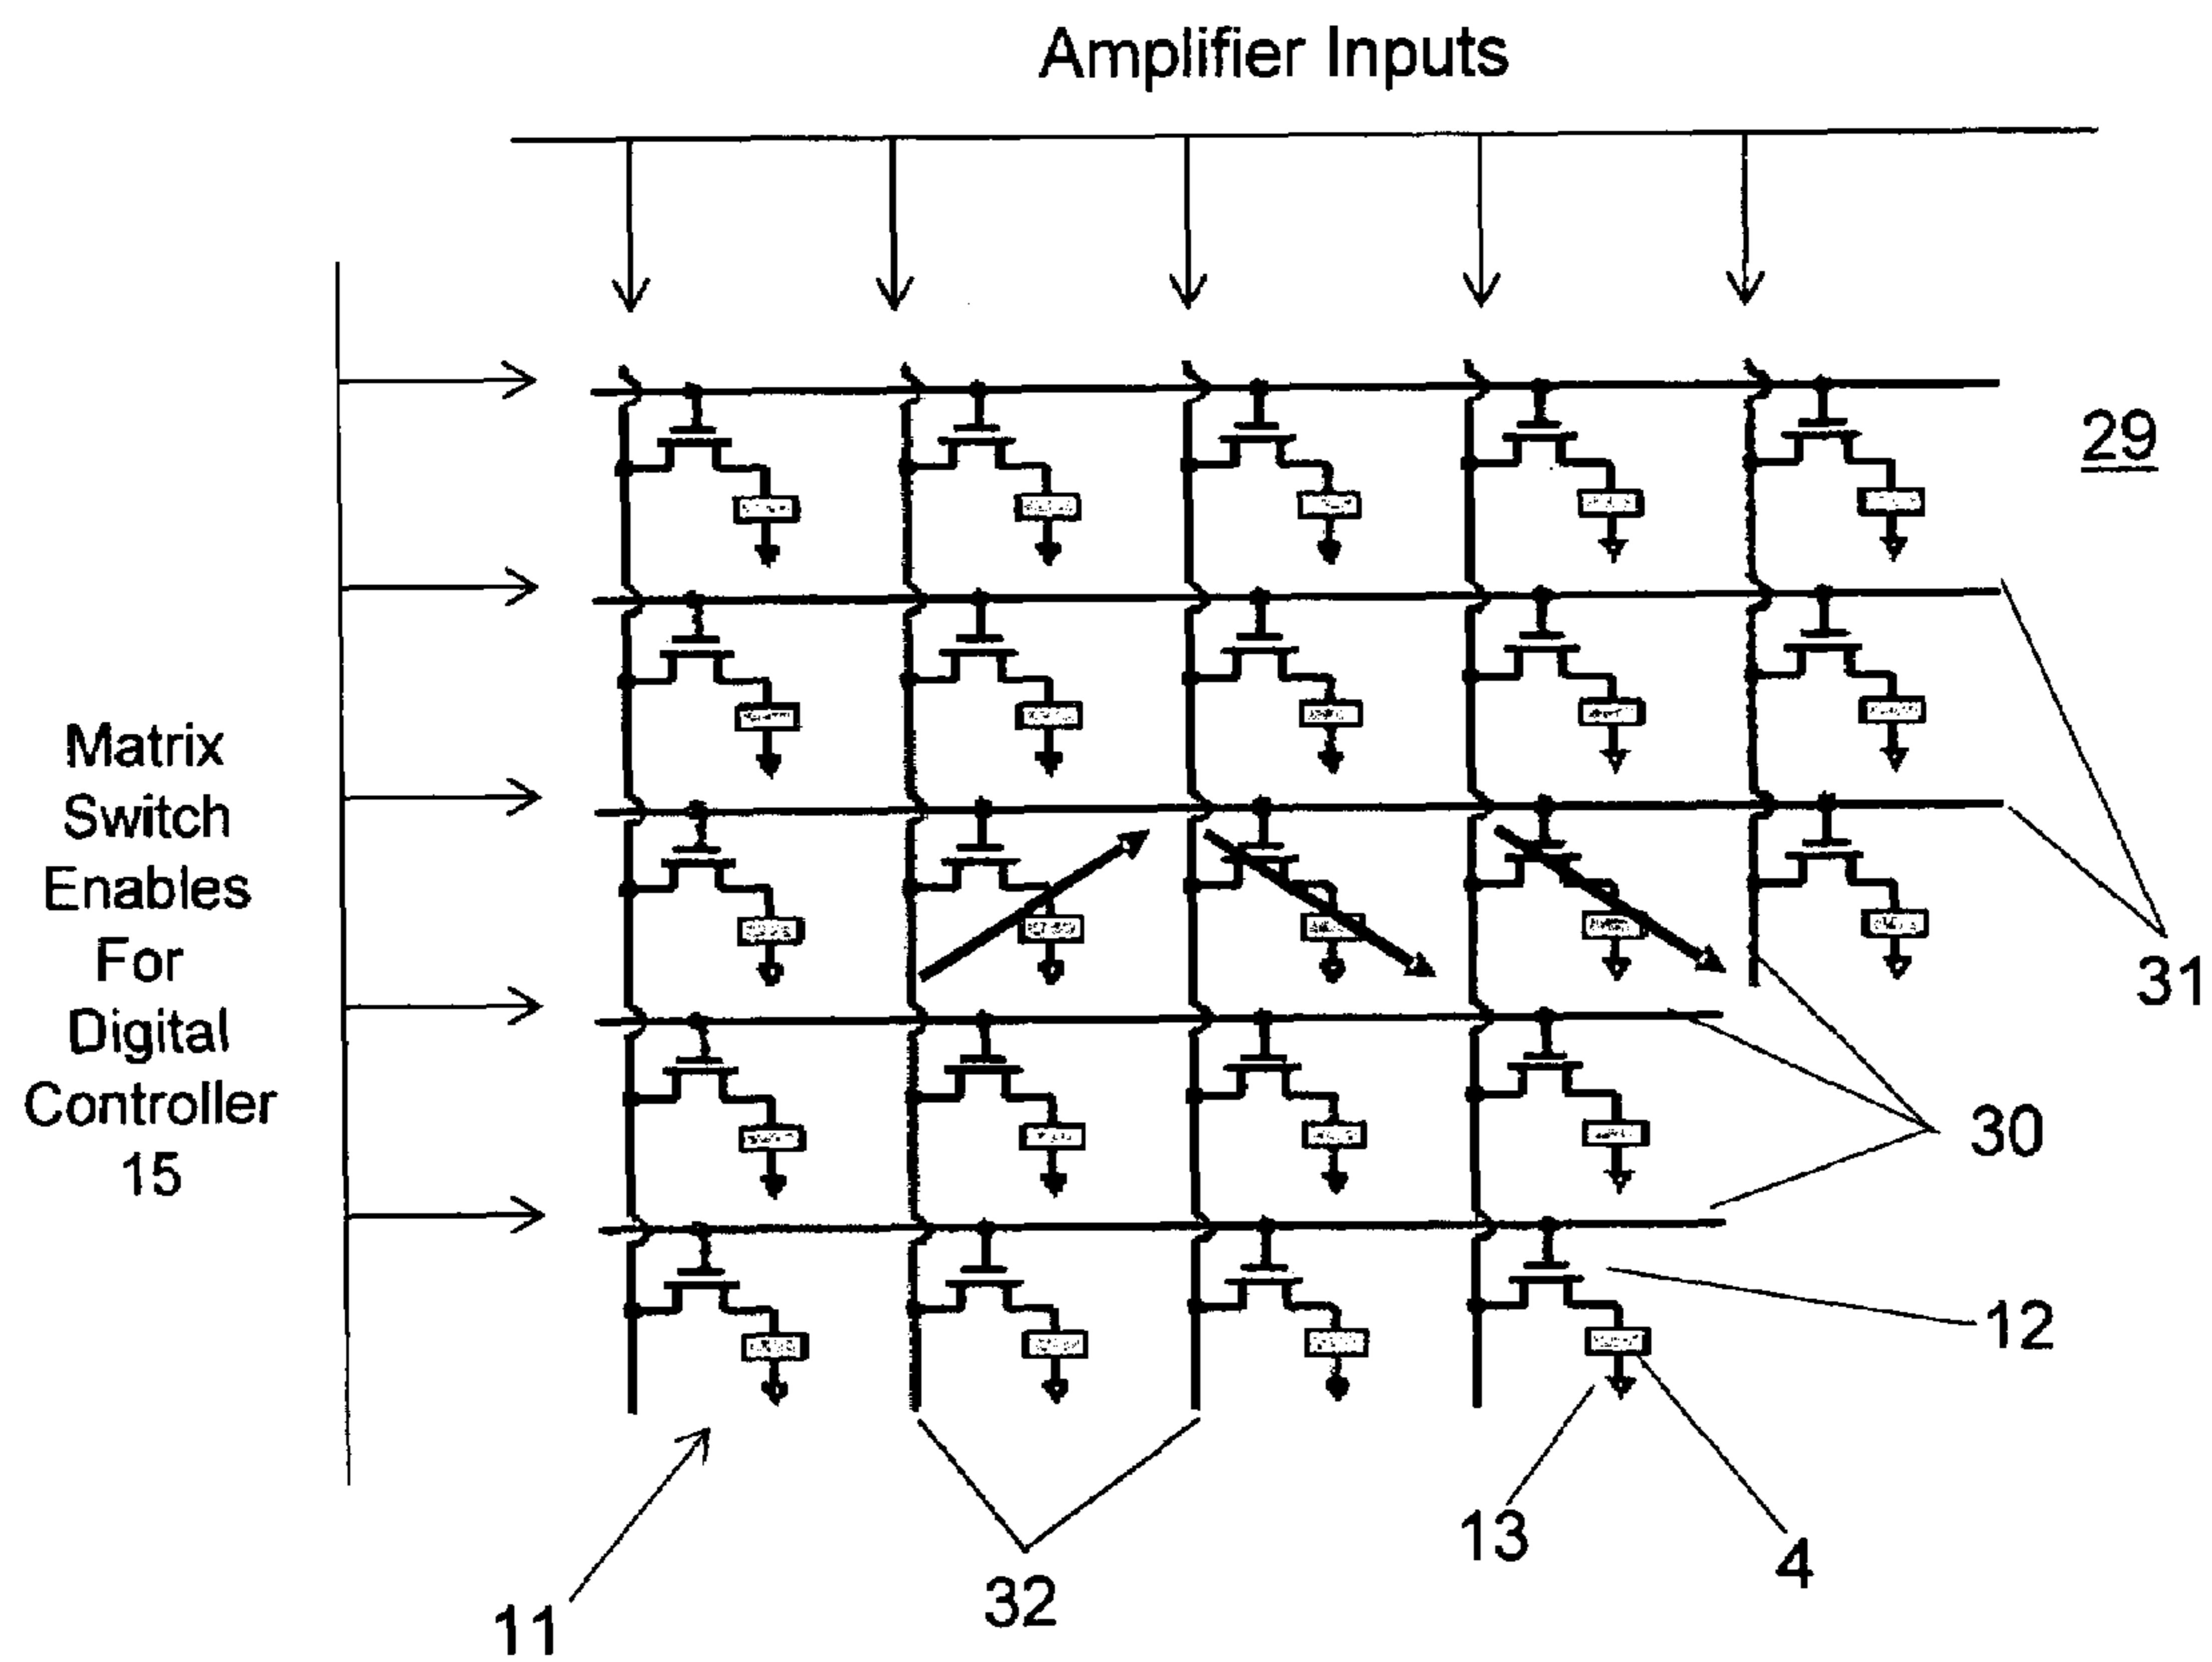 Amplifier Inputs
29
Matrix
Switch
Enables
For
Digital
Controller
15
31
30
12
13
4
32
11